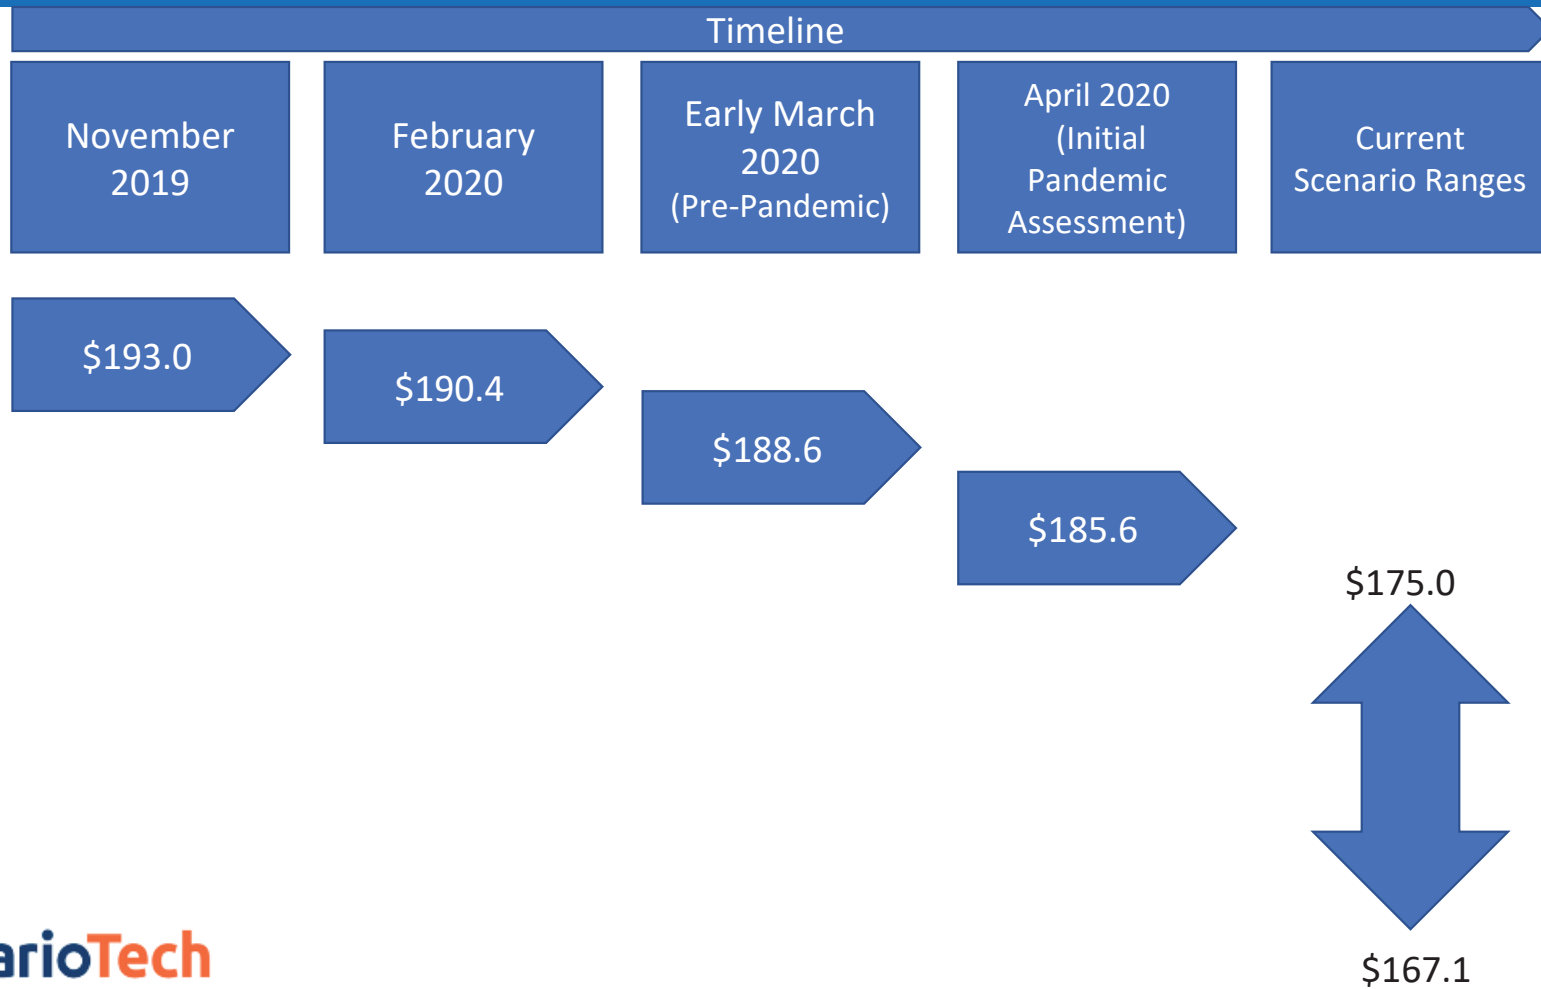 Timeline
November
2019
February
2020
Early March
2020
(Pre-Pandemic)
April 2020
(Initial
Pandemic
Assessment)
Current
Scenario Ranges
$193.0
$190.4
$188.6
$185.6
$175.0
$167.1
arioTech